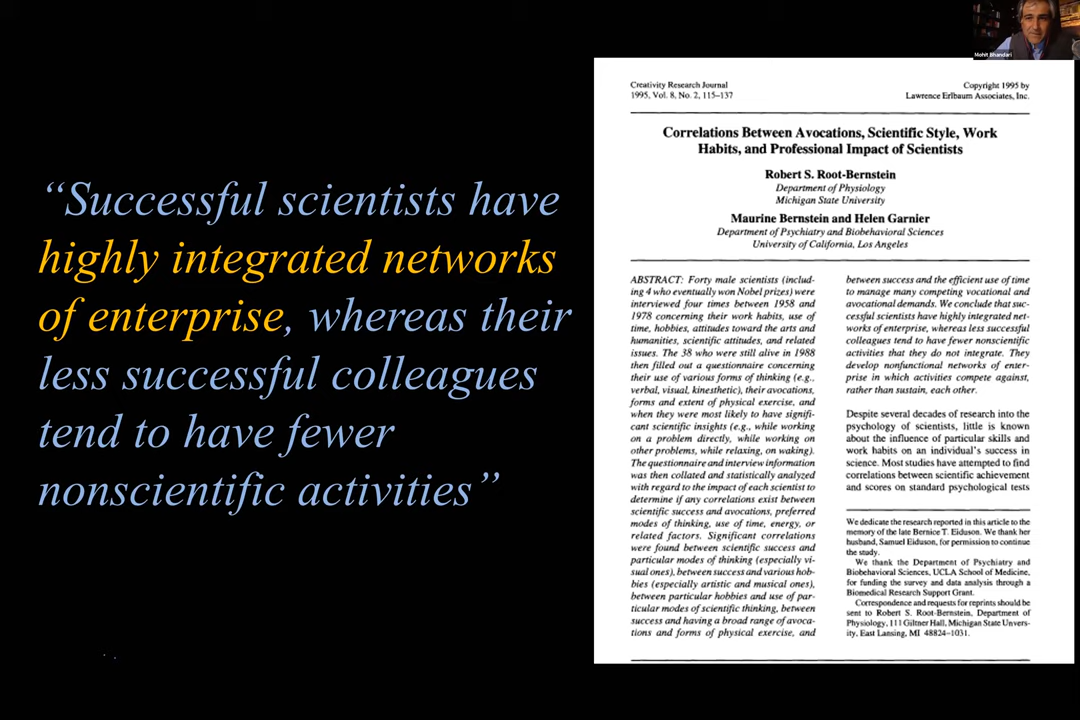 Mohit Bhandari
“Successful scientists have
highly integrated networks
of enterprise, whereas their
less successful colleagues
tend to have fewer
nonscientific activities”
Creativity Research Journal
1995, Vol. 8, No. 2, 115–137
Copyright 1995 by
Lawrence Erlbaum Associates, Inc.
Correlations Between Avocations, Scientific Style, Work
Habits, and Professional Impact of Scientists
Robert S. Root-Bernstein
Department of Physiology
Michigan State University
Maurine Bernstein and Helen Garnier
Department of Psychiatry and Biobehavioral Sciences
University of California, Los Angeles
ABSTRACT: Forty male scientists (includ-
ing 4 who eventually won Nobel prizes) were
interviewed four times between 1958 and
1978 concerning their work habits, use of
time, hobbies, attitudes toward the arts and
humanities, scientific attitudes, and related
issues. The 38 who were still alive in 1988
then filled out a questionnaire concerning
their use of various forms of thinking (e.g.,
verbal, visual, kinesthetic), their avocations,
forms and extent of physical exercise, and
when they were most likely to have signifi-
cant scientific insights (e.g., while working
on a problem directly, while working on
other problems, while relaxing, on waking).
The questionnaire and interview information
was then collated and statistically analyzed
with regard to the impact of each scientist to
determine if any correlations exist between
scientific success and avocations, preferred
modes of thinking, use of time, energy, or
related factors. Significant correlations
were found between scientific success and
particular modes of thinking (especially vi-
sual ones), between success and various hob-
bies (especially artistic and musical ones),
between particular hobbies and use of par-
ticular modes of scientific thinking, between
success and having a broad range of avoca-
tions and forms of physical exercise, and
between success and the efficient use of time
to manage many competing vocational and
avocational demands. We conclude that suc-
cessful scientists have highly integrated net-
works of enterprise, whereas less successful
colleagues tend to have fewer nonscientific
activities that they do not integrate. They
develop nonfunctional networks of enter-
prise in which activities compete against,
rather than sustain, each other.
Despite several decades of research into the
psychology of scientists, little is known
about the influence of particular skills and
work habits on an individual's success in
science. Most studies have attempted to find
correlations between scientific achievement
and scores on standard psychological tests
We dedicate the research reported in this article to the
memory of the late Bernice T. Eiduson. We thank her
husband, Samuel Eiduson, for permission to continue
the study.
We thank the Department of Psychiatry and
Biobehavioral Sciences, UCLA School of Medicine,
for funding the survey and data analysis through a
Biomedical Research Support Grant.
Correspondence and requests for reprints should be
sent to Robert S. Root-Bernstein, Department of
Physiology, 111 Giltner Hall, Michigan State Unvers-
ity, East Lansing, MI 48824–1031.